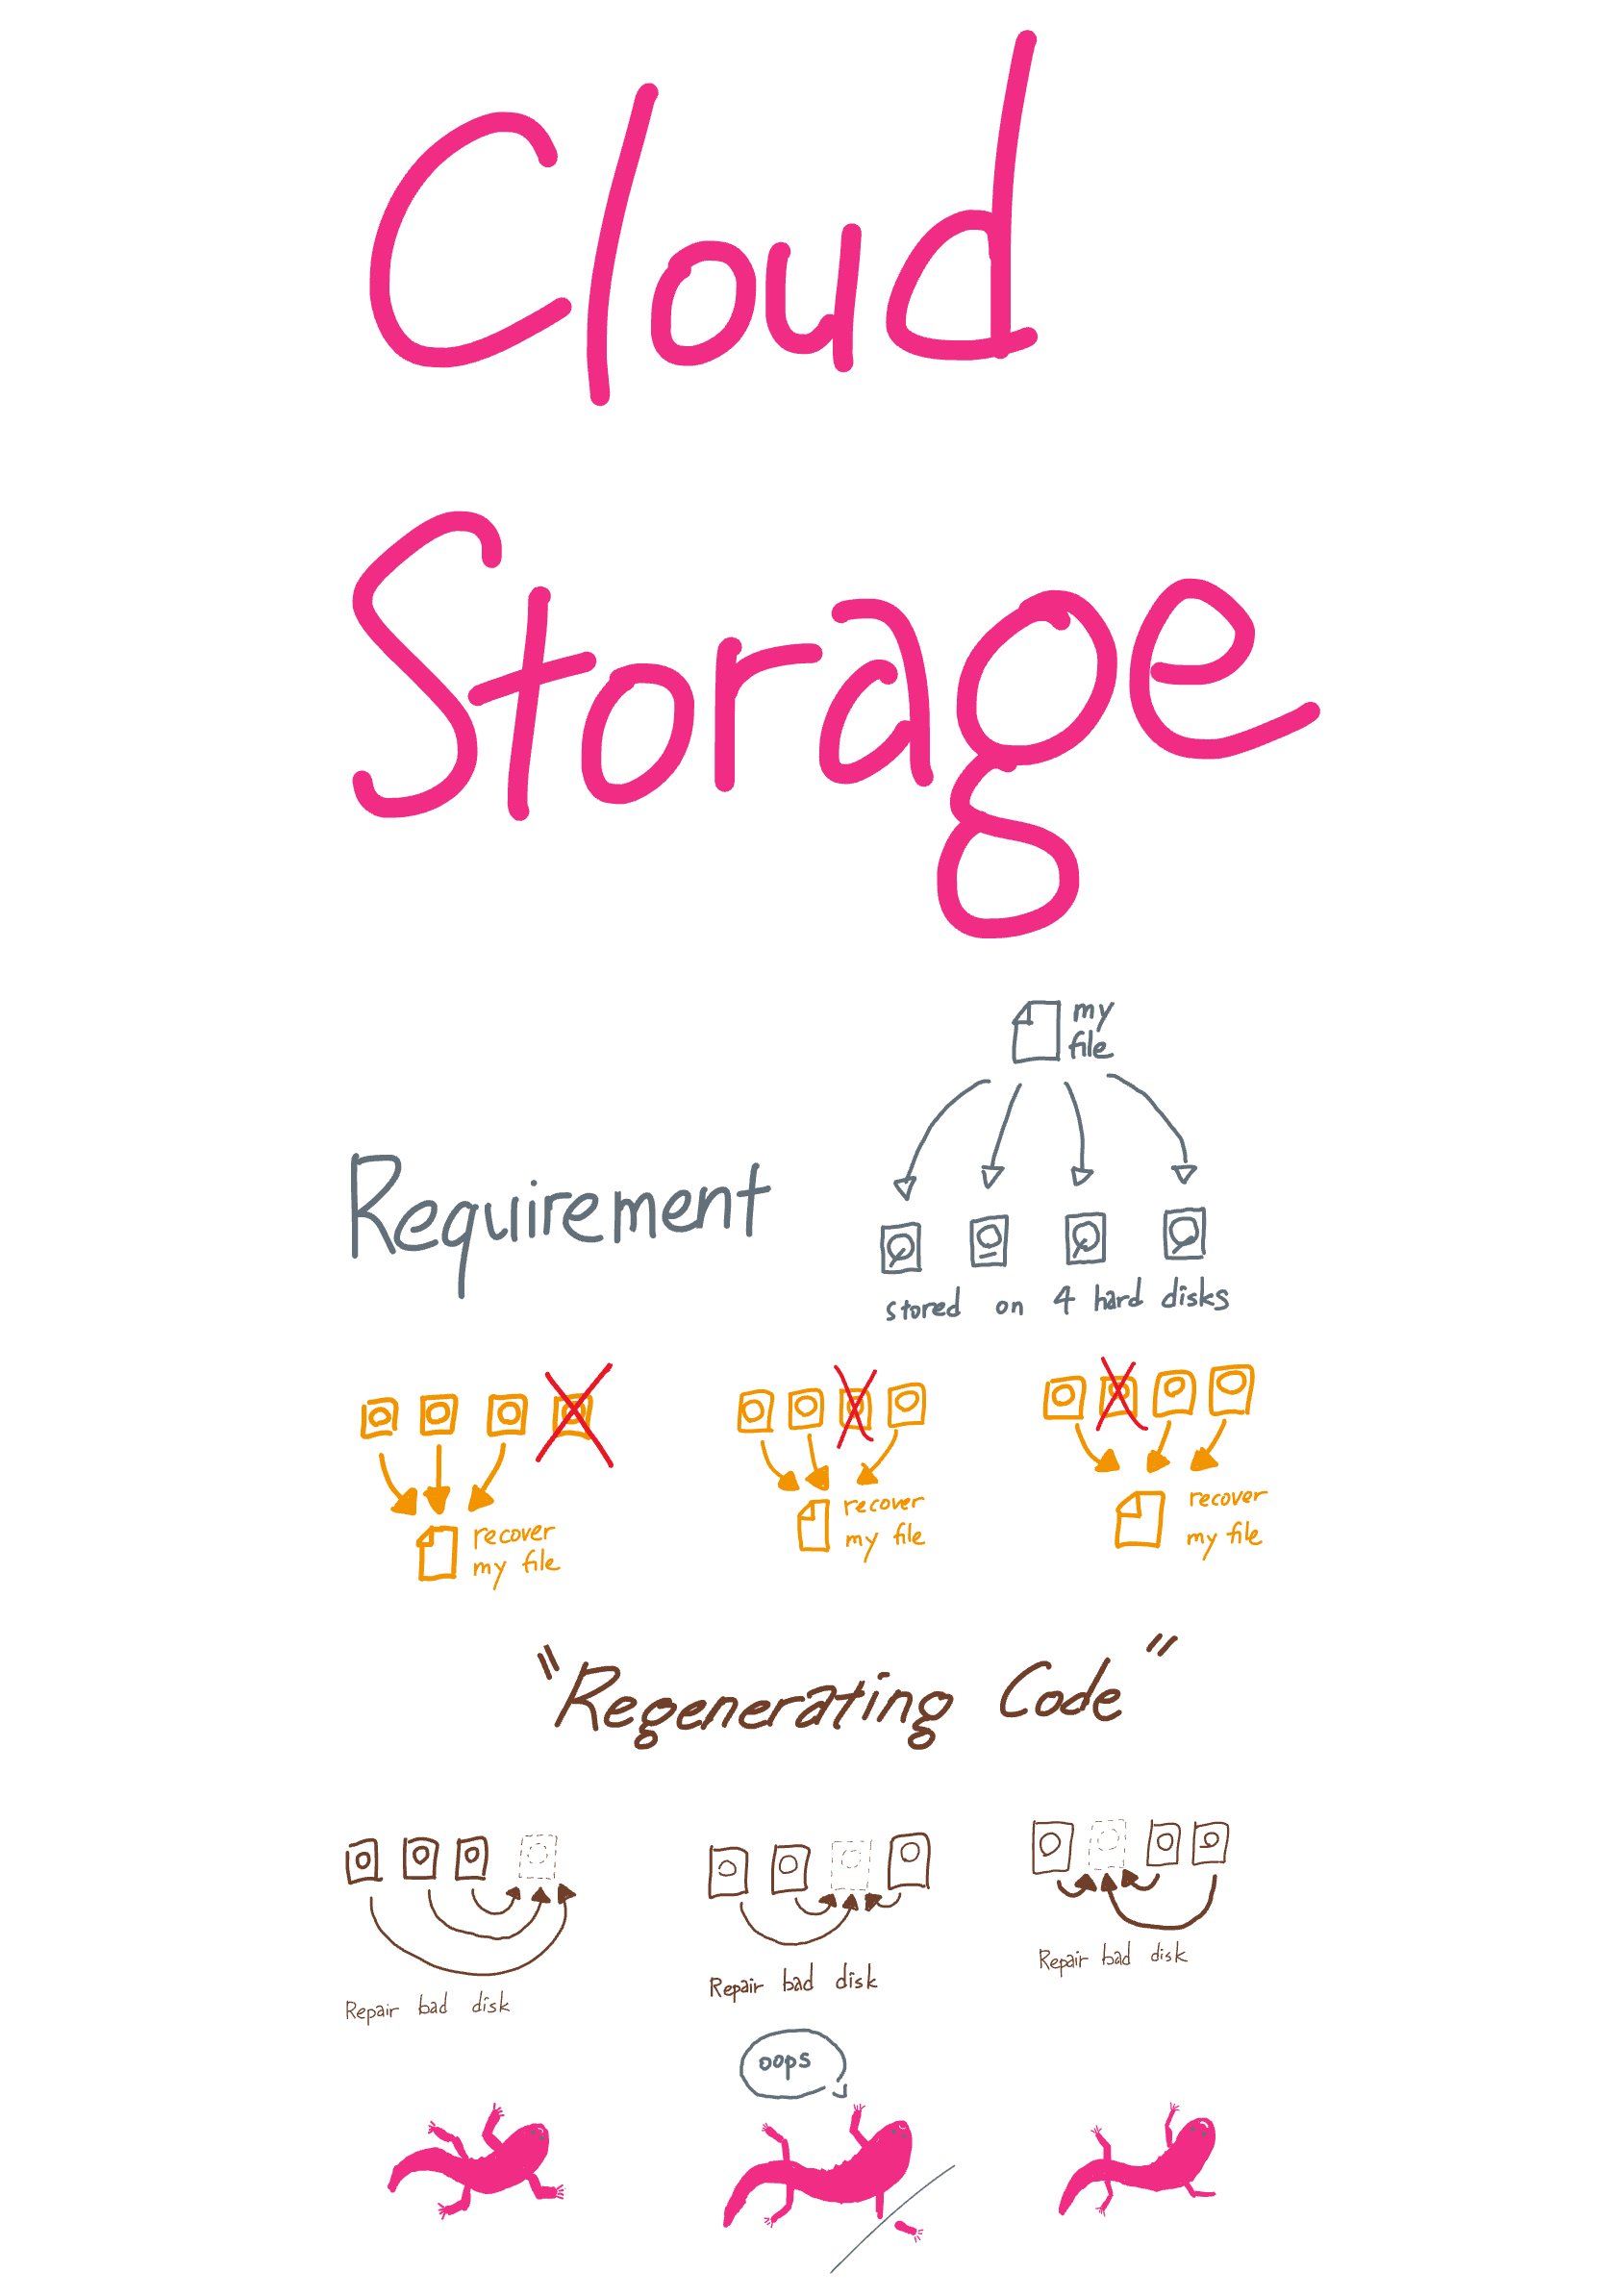 Cloud
Storage
my
file
Requirement
stored on 4 hard disks
recover
my file
recover
my file
recover
my file
"Regenerating Code"
Repair bad disk
Repair bad disk
Repair bad disk
oops